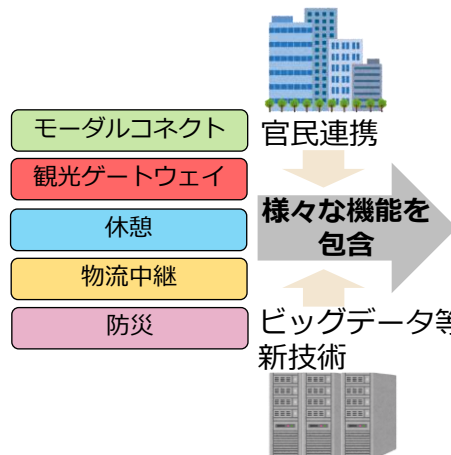 モーダルコネクト
観光ゲートウェイ
休憩
物流中継
防災
官民連携
様々な機能を
包含
ビッグデータ等
新技術